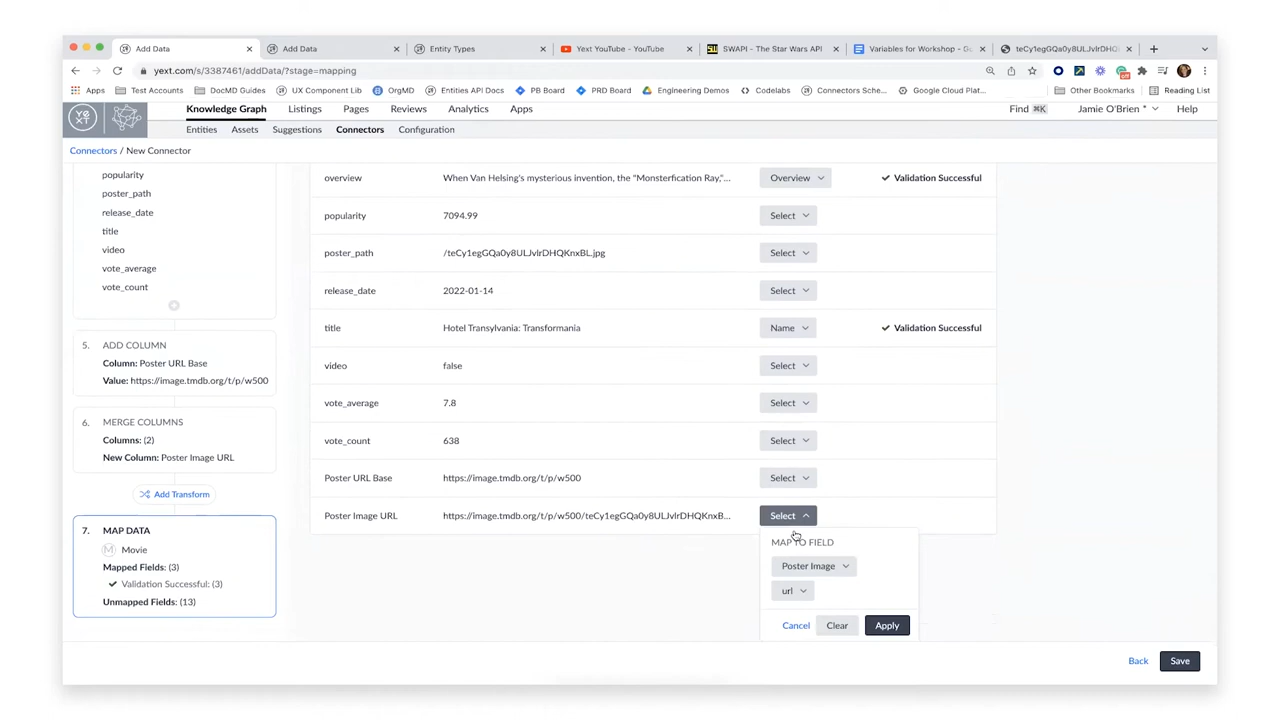 Add Data
Add Data
Entity Types
Yext YouTube - YouTube
SWAPI - The Star Wars API
Variables for Workshop - Go
teCy1egGQa0y8ULJvlrDHQK
yext.com/s/3387461/addData/?stage=mapping
Apps
Test Accounts
DocMD Guides
UX Component Lib
OrgMD
Entities API Docs
PB Board
PRD Board
Engineering Demos
Codelabs
Connectors Sche...
Google Cloud Plat...
Other Bookmarks
Reading List
Knowledge Graph
Listings
Pages
Reviews
Analytics
Apps
Find ⌘K
Jamie O'Brien *
Help
Entities
Assets
Suggestions
Connectors
Configuration
Connectors / New Connector
popularity
poster_path
release_date
title
video
vote_average
vote_count
5. ADD COLUMN
Column: Poster URL Base
Value: https://image.tmdb.org/t/p/w500
6. MERGE COLUMNS
Columns: (2)
New Column: Poster Image URL
Add Transform
7. MAP DATA
M Movie
Mapped Fields: (3)
Validation Successful: (3)
Unmapped Fields: (13)
overview When Van Helsing's mysterious invention, the "Monsterfication Ray,"... Overview ✓ Validation Successful
popularity 7094.99 Select
poster_path /teCy1egGQa0y8ULJvlrDHQKnxBL.jpg Select
release_date 2022-01-14 Select
title Hotel Transylvania: Transformania Name ✓ Validation Successful
video false Select
vote_average 7.8 Select
vote_count 638 Select
Poster URL Base https://image.tmdb.org/t/p/w500 Select
Poster Image URL https://image.tmdb.org/t/p/w500/teCy1egGQa0y8ULJvlrDHQKnxB... Select
MAP TO FIELD
Poster Image
url
Cancel
Clear
Apply
Back
Save